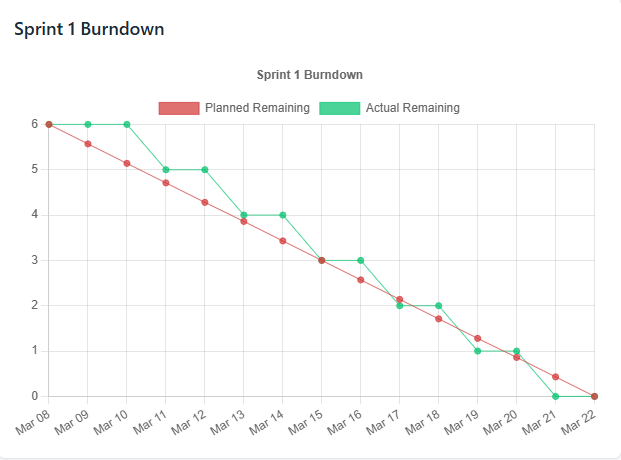 Sprint 1 Burndown
Sprint 1 Burndown
Planned Remaining Actual Remaining
6
5
4
3
2
1
0
Mar 08 Mar 09 Mar 10 Mar 11 Mar 12 Mar 13 Mar 14 Mar 15 Mar 16 Mar 17 Mar 18 Mar 19 Mar 20 Mar 21 Mar 22